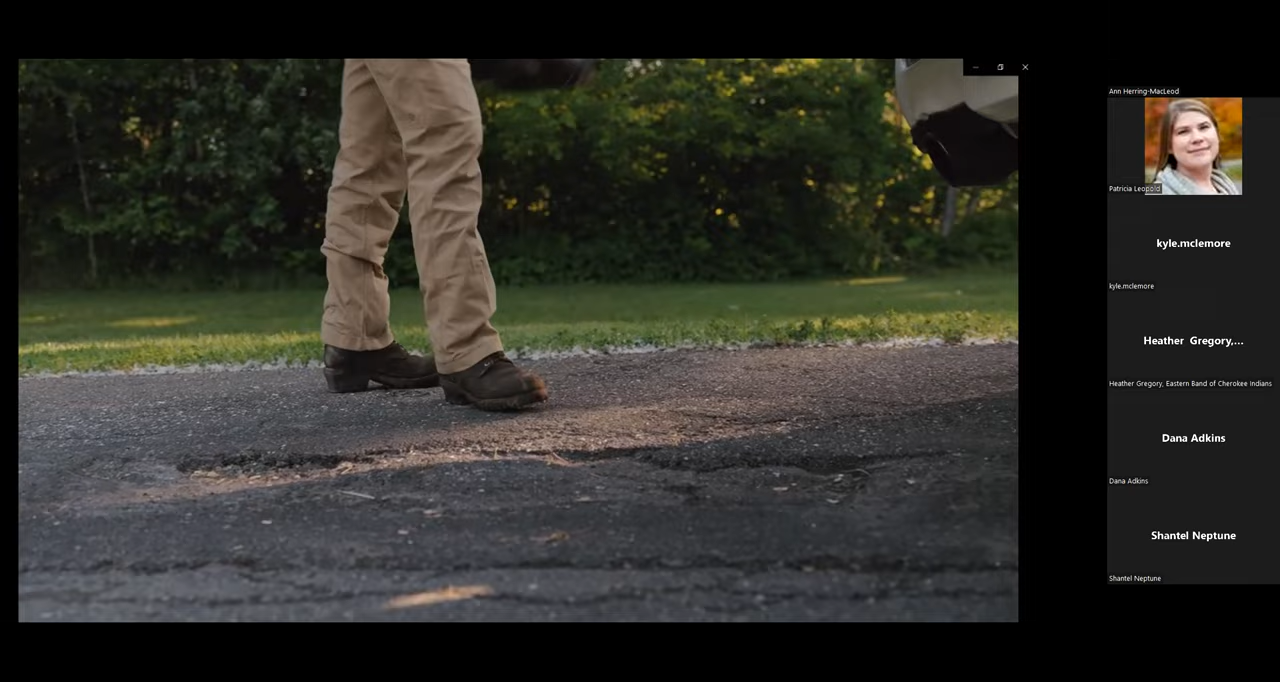 Ann Herring-MacLeod
Patricia Leopold
kyle.mclemore
kyle.mclemore
Heather Gregory,...
Heather Gregory, Eastern Band of Cherokee Indians
Dana Adkins
Dana Adkins
Shantel Neptune
Shantel Neptune